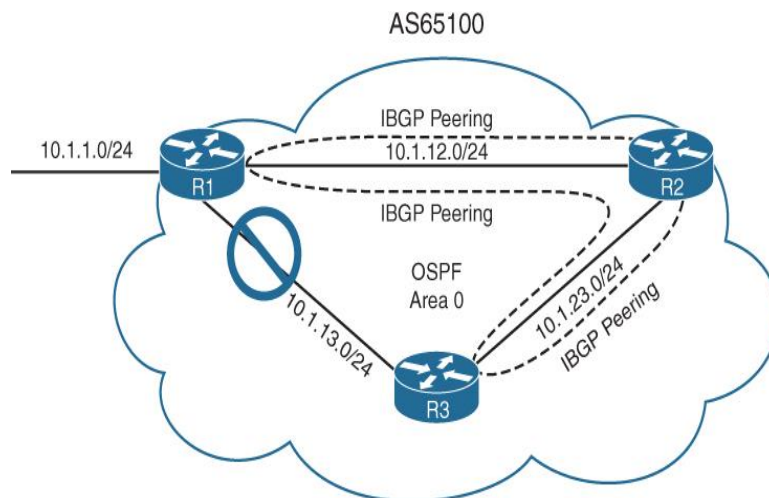 AS65100
IBGP Peering
10.1.1.0/24
10.1.12.0/24
R1
R2
IBGP Peering
OSPF
Area 0
10.1.13.0/24
10.1.23.0/24
IBGP Peering
R3